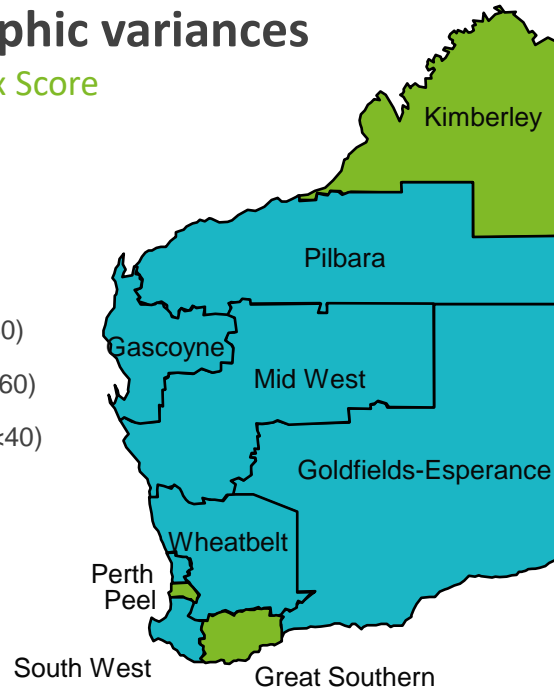 phic variances
x Score
Kimberley
Pilbara
0)
Gascoyne
Mid West
60)
<40)
Goldfields-Esperance
Wheatbelt
Perth
Peel
South West
Great Southern